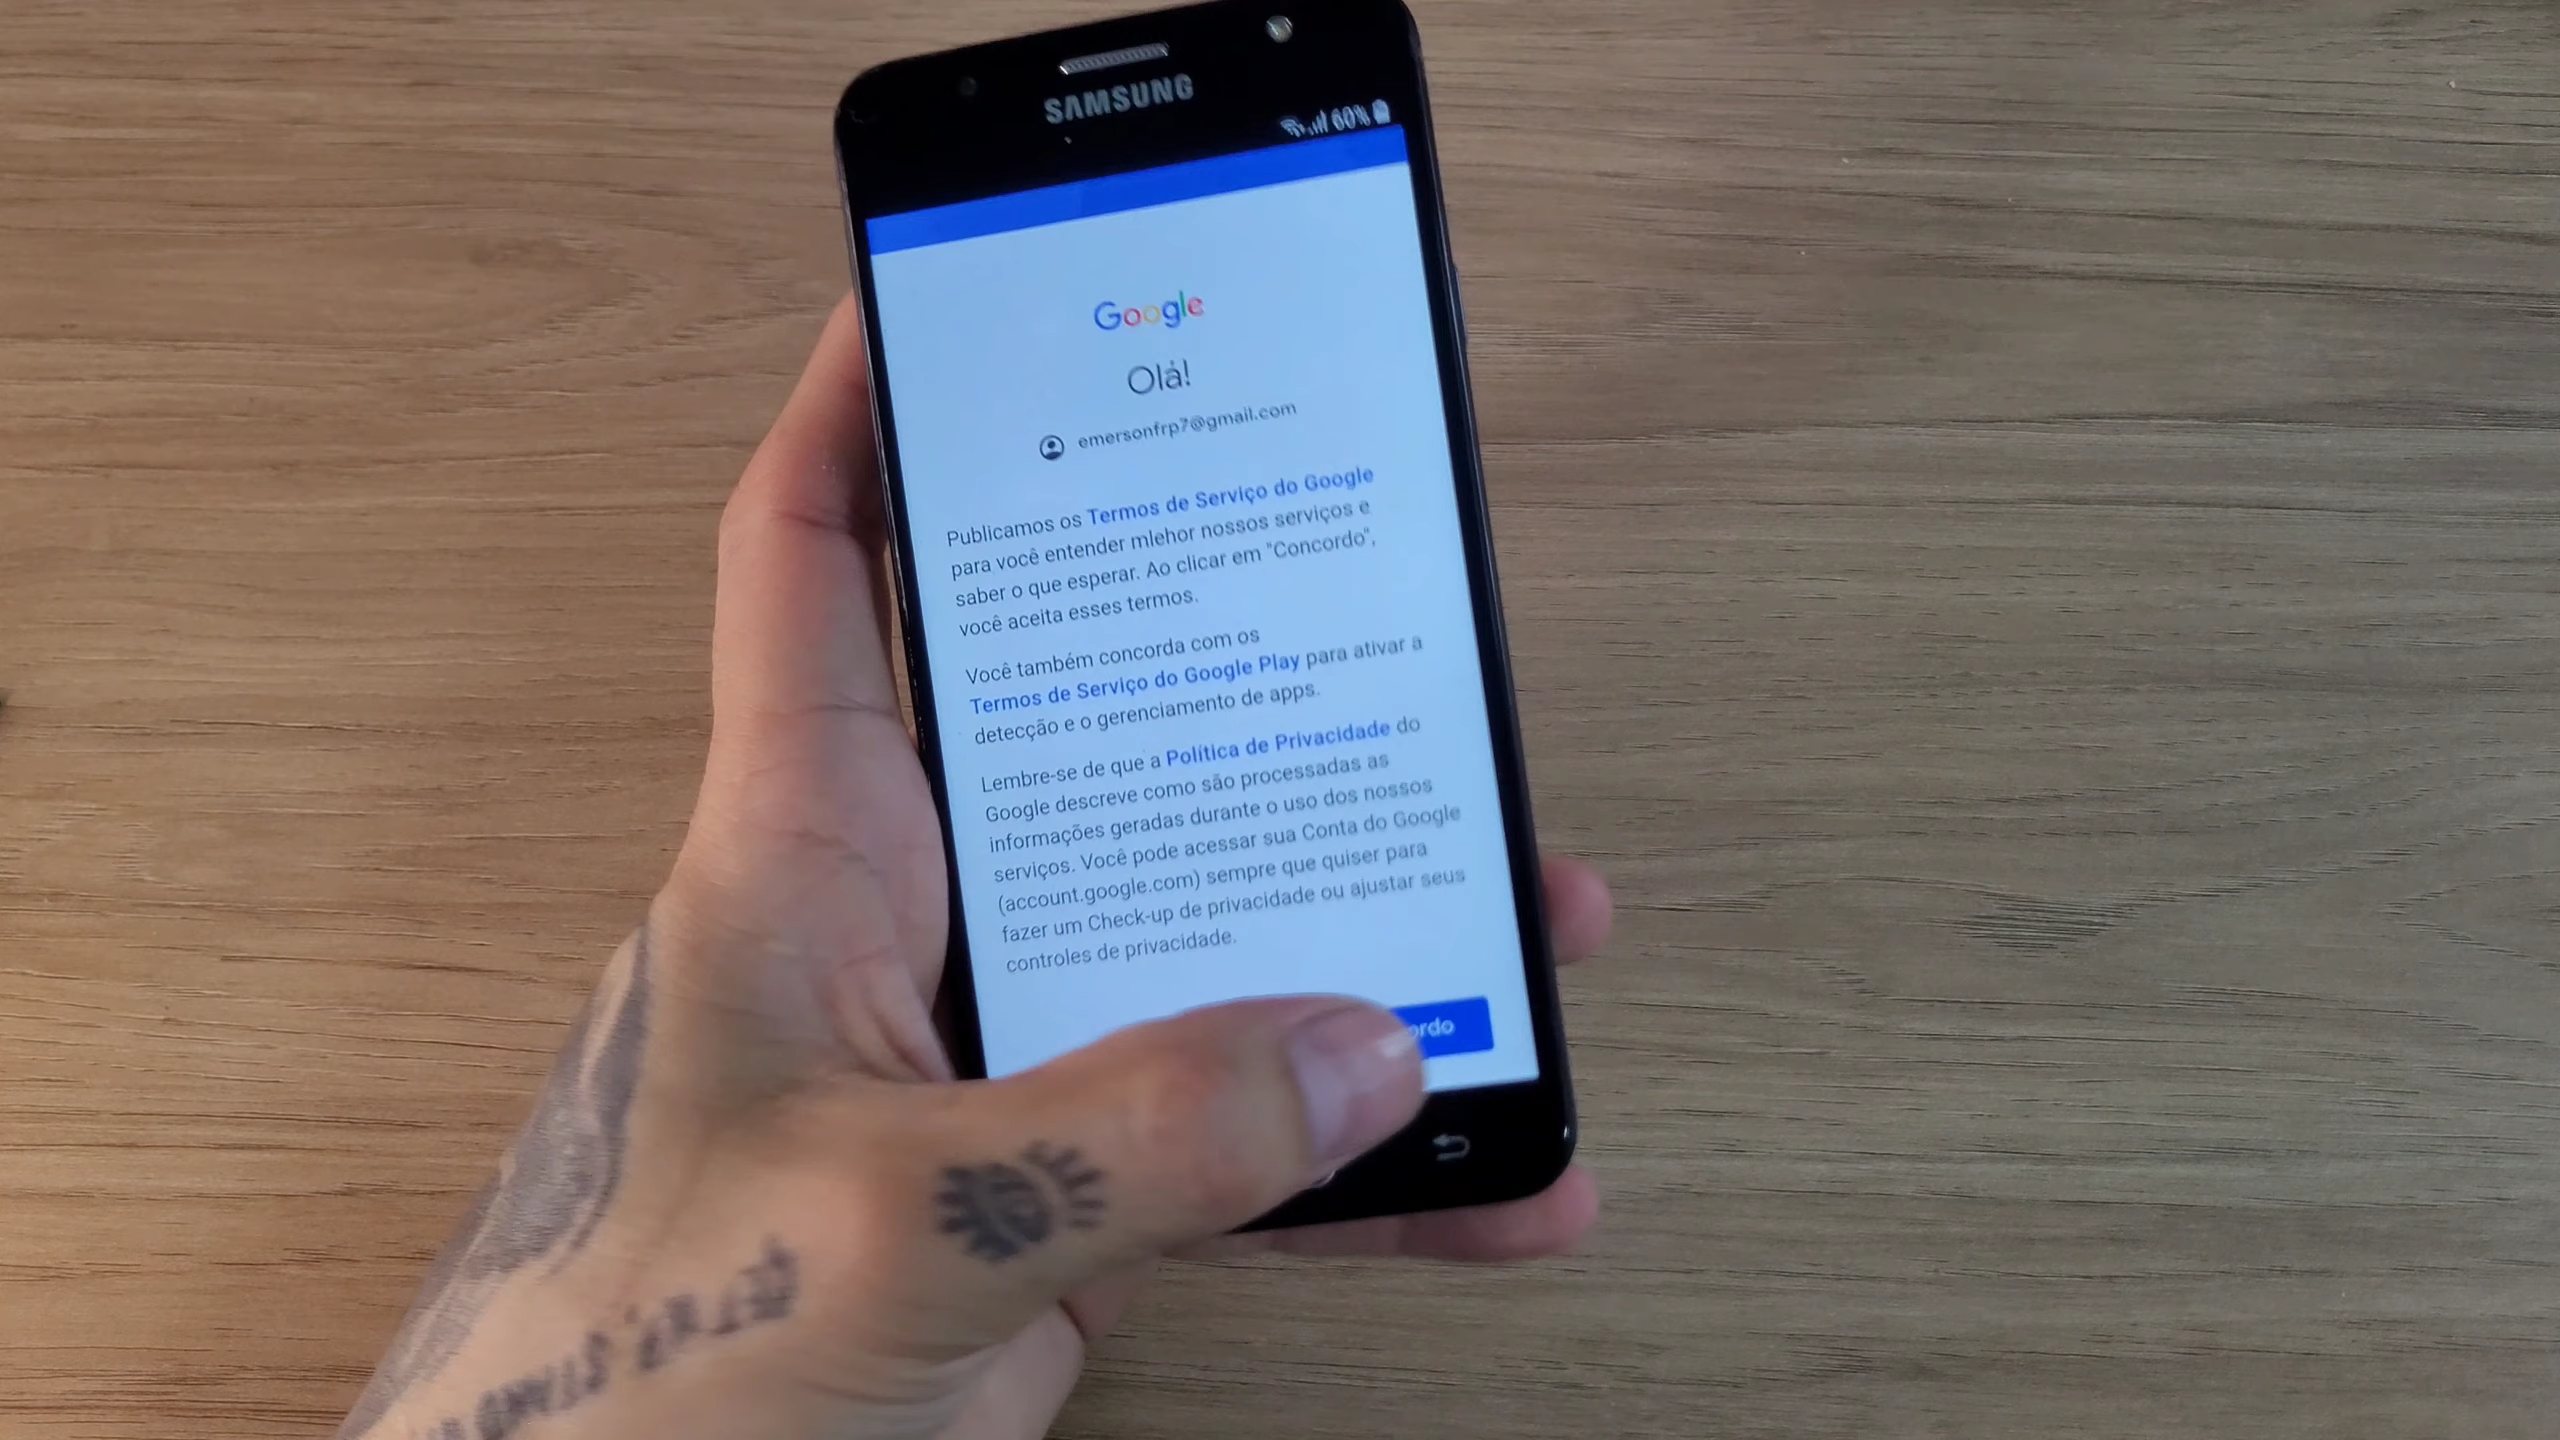 SAMSUNG
60%
Google
Olá!
emersonfrp7@gmail.com
Publicamos os Termos de Serviço do Google
para você entender mlehor nossos serviços e
saber o que esperar. Ao clicar em "Concordo",
você aceita esses termos.
Você também concorda com os
Termos de Serviço do Google Play para ativar a
detecção e o gerenciamento de apps.
Lembre-se de que a Política de Privacidade do
Google descreve como são processadas as
informações geradas durante o uso dos nossos
serviços. Você pode acessar sua Conta do Google
(account.google.com) sempre que quiser para
fazer um Check-up de privacidade ou ajustar seus
controles de privacidade.
ordo